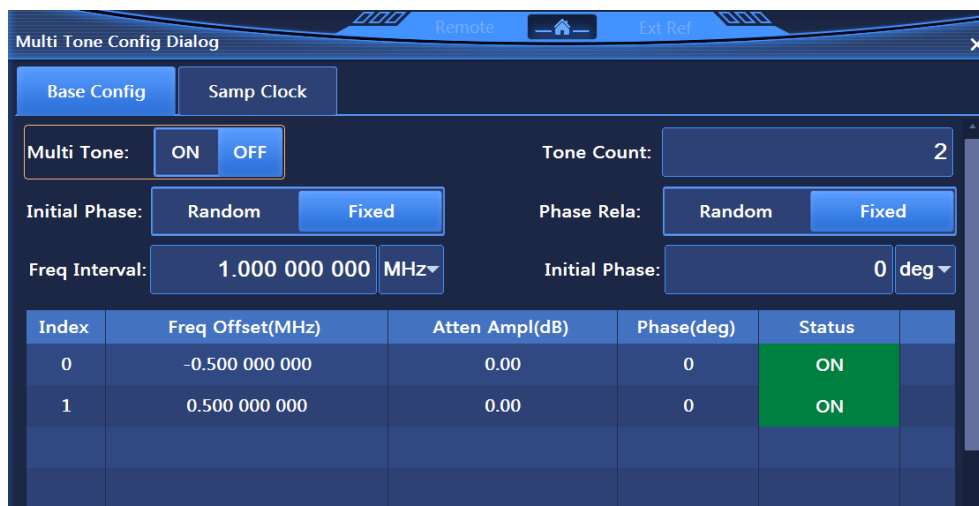 Remote Ext Ref
Multi Tone Config Dialog
Base Config Samp Clock
Multi Tone: ON OFF Tone Count: 2
Initial Phase: Random Fixed Phase Rela: Random Fixed
Freq Interval: 1.000 000 000 MHz Initial Phase: 0 deg
Index Freq Offset(MHz) Atten Ampl(dB) Phase(deg) Status
0 -0.500 000 000 0.00 0 ON
1 0.500 000 000 0.00 0 ON